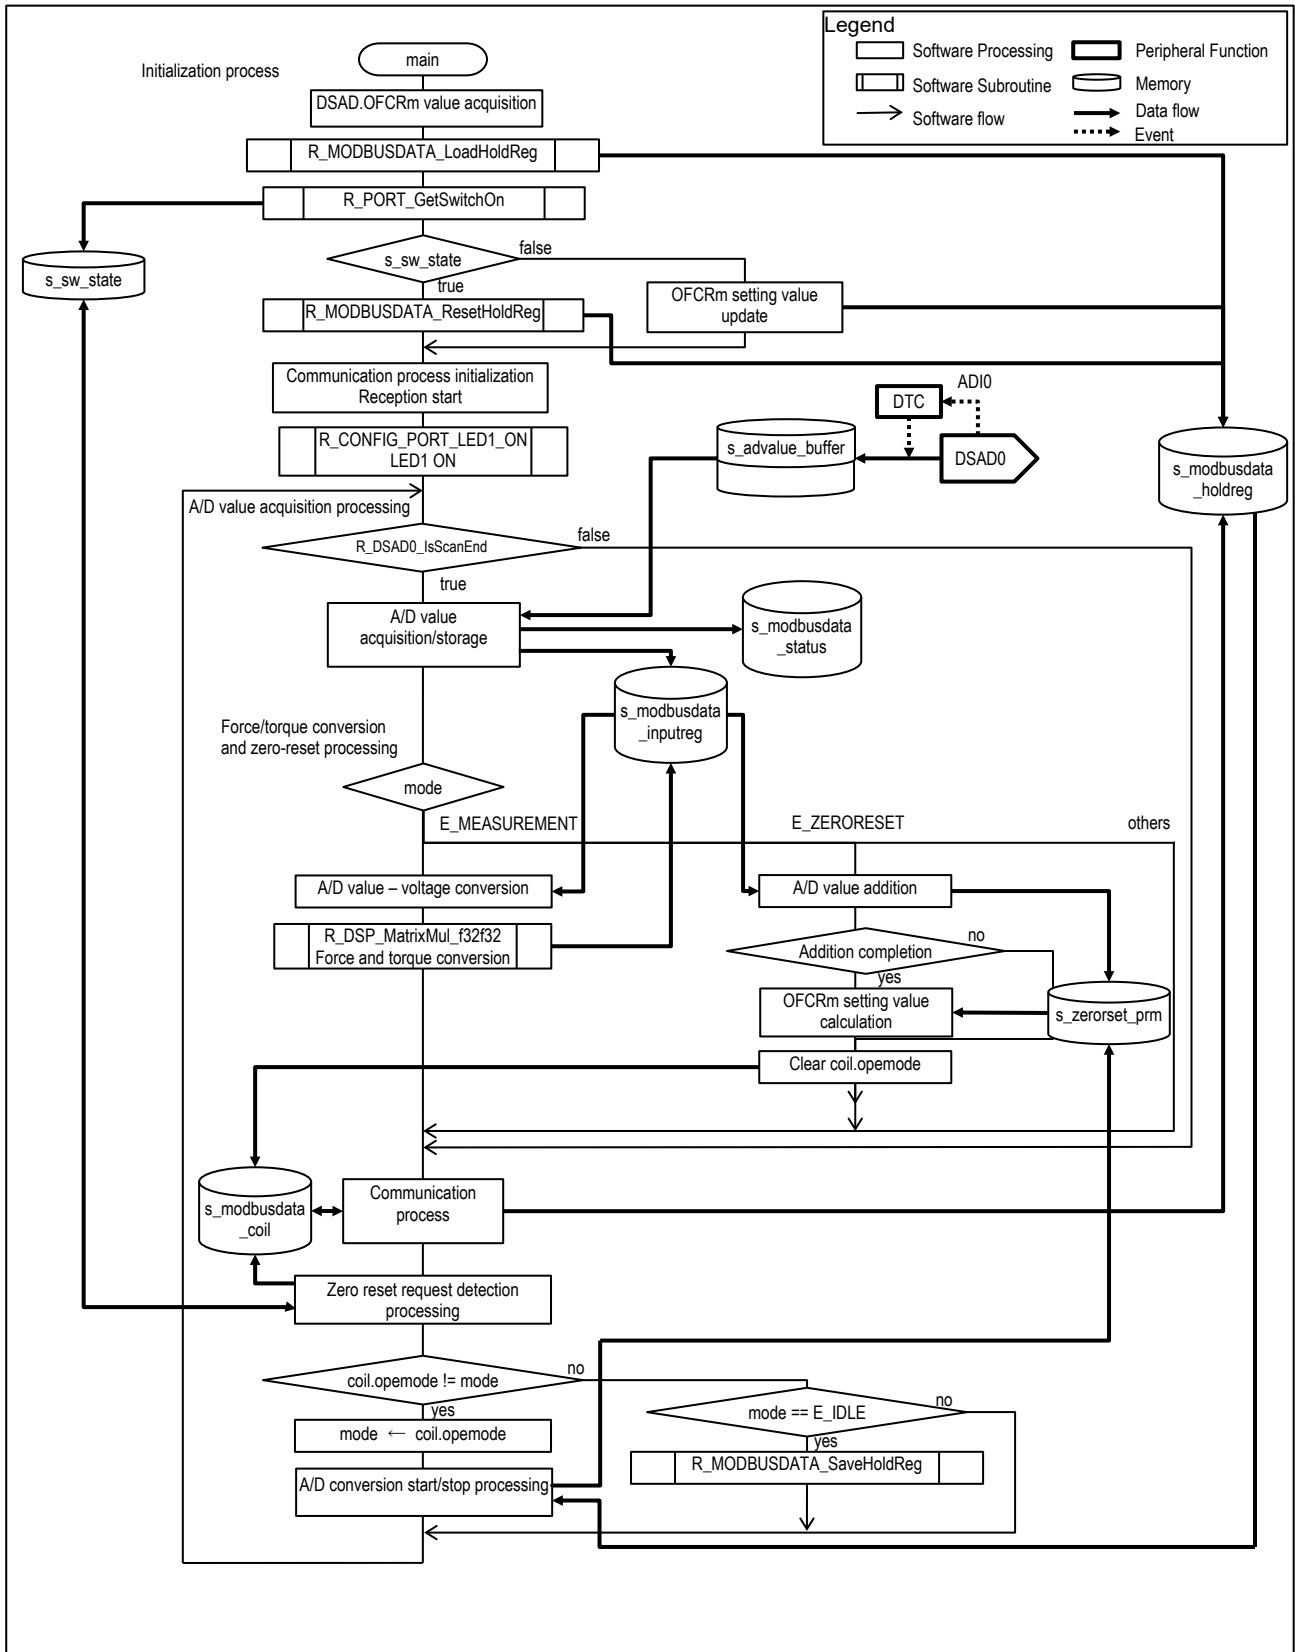 Legend
Software Processing
Peripheral Function
Software Subroutine
Memory
Software flow
Data flow
Event
Initialization process
main
DSAD.OFCRm value acquisition
R_MODBUSDATA_LoadHoldReg
R_PORT_GetSwitchOn
s_sw_state
false
s_sw_state
true
R_MODBUSDATA_ResetHoldReg
OFCRm setting value
update
Communication process initialization
Reception start
ADI0
DTC
R_CONFIG_PORT_LED1_ON
LED1 ON
s_advalue_buffer
DSAD0
s_modbusdata
_holdreg
A/D value acquisition processing
R_DSAD0_IsScanEnd
false
true
A/D value
acquisition/storage
s_modbusdata
_status
s_modbusdata
_inputreg
Force/torque conversion
and zero-reset processing
mode
E_MEASUREMENT
E_ZERORESET
others
A/D value – voltage conversion
A/D value addition
R_DSP_MatrixMul_f32f32
Force and torque conversion
Addition completion
no
yes
OFCRm setting value
calculation
s_zerorset_prm
Clear coil.opemode
s_modbusdata
_coil
Communication
process
Zero reset request detection
processing
coil.opemode != mode
no
yes
mode == E_IDLE
no
yes
mode ← coil.opemode
R_MODBUSDATA_SaveHoldReg
A/D conversion start/stop processing